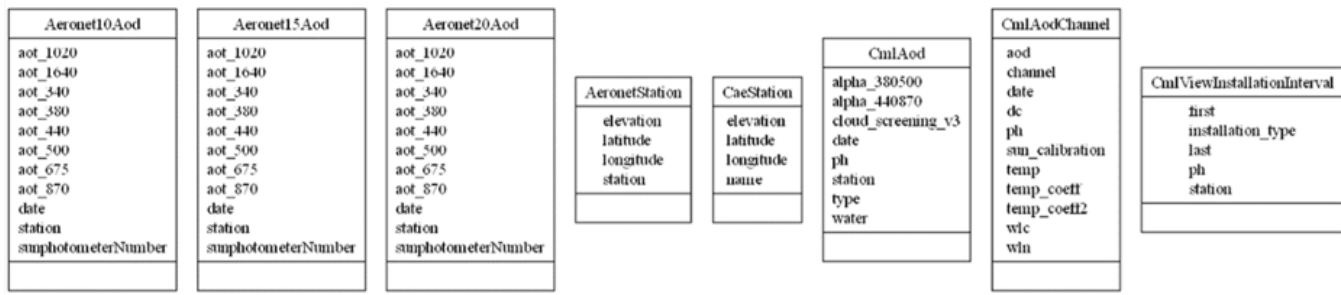 Aeronet10Aod
aot_1020
aot_1640
aot_340
aot_380
aot_440
aot_500
aot_675
aot_870
date
station
sunphotometerNumber
Aeronet15Aod
aot_1020
aot_1640
aot_340
aot_380
aot_440
aot_500
aot_675
aot_870
date
station
sunphotometerNumber
Aeronet20Aod
aot_1020
aot_1640
aot_340
aot_380
aot_440
aot_500
aot_675
aot_870
date
station
sunphotometerNumber
AeronetStation
elevation
latitude
longitude
station
CaeStation
elevation
latitude
longitude
name
CmlAod
alpha_380500
alpha_440870
cloud_screening_v3
date
ph
station
type
water
CmlAodChannel
aod
channel
date
dc
ph
sun_calibration
temp
temp_coeff
temp_coeff2
wlc
wln
CmlViewInstallationInterval
first
installation_type
last
ph
station